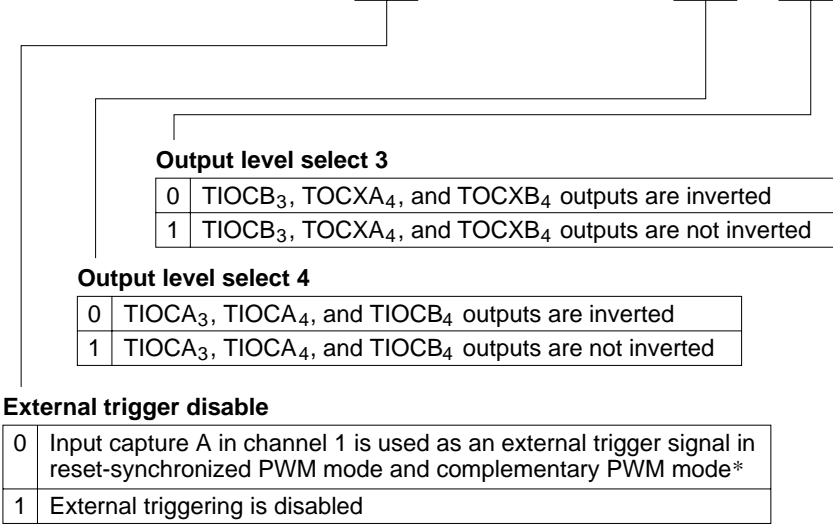 Output level select 3
0 TIOCB₃, TOCXA₄, and TOCXB₄ outputs are inverted
1 TIOCB₃, TOCXA₄, and TOCXB₄ outputs are not inverted
Output level select 4
0 TIOCA₃, TIOCA₄, and TIOCB₄ outputs are inverted
1 TIOCA₃, TIOCA₄, and TIOCB₄ outputs are not inverted
External trigger disable
0 Input capture A in channel 1 is used as an external trigger signal in
reset-synchronized PWM mode and complementary PWM mode*
1 External triggering is disabled